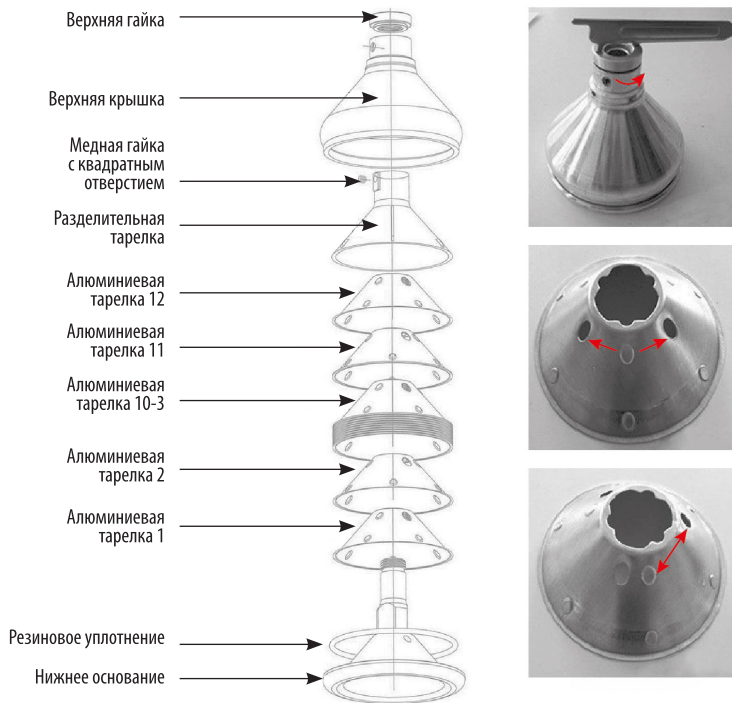 Верхняя гайка
Верхняя крышка
Медная гайка
с квадратным
отверстием
Разделительная
тарелка
Алюминиевая
тарелка 12
Алюминиевая
тарелка 11
Алюминиевая
тарелка 10-3
Алюминиевая
тарелка 2
Алюминиевая
тарелка 1
Резиновое уплотнение
Нижнее основание